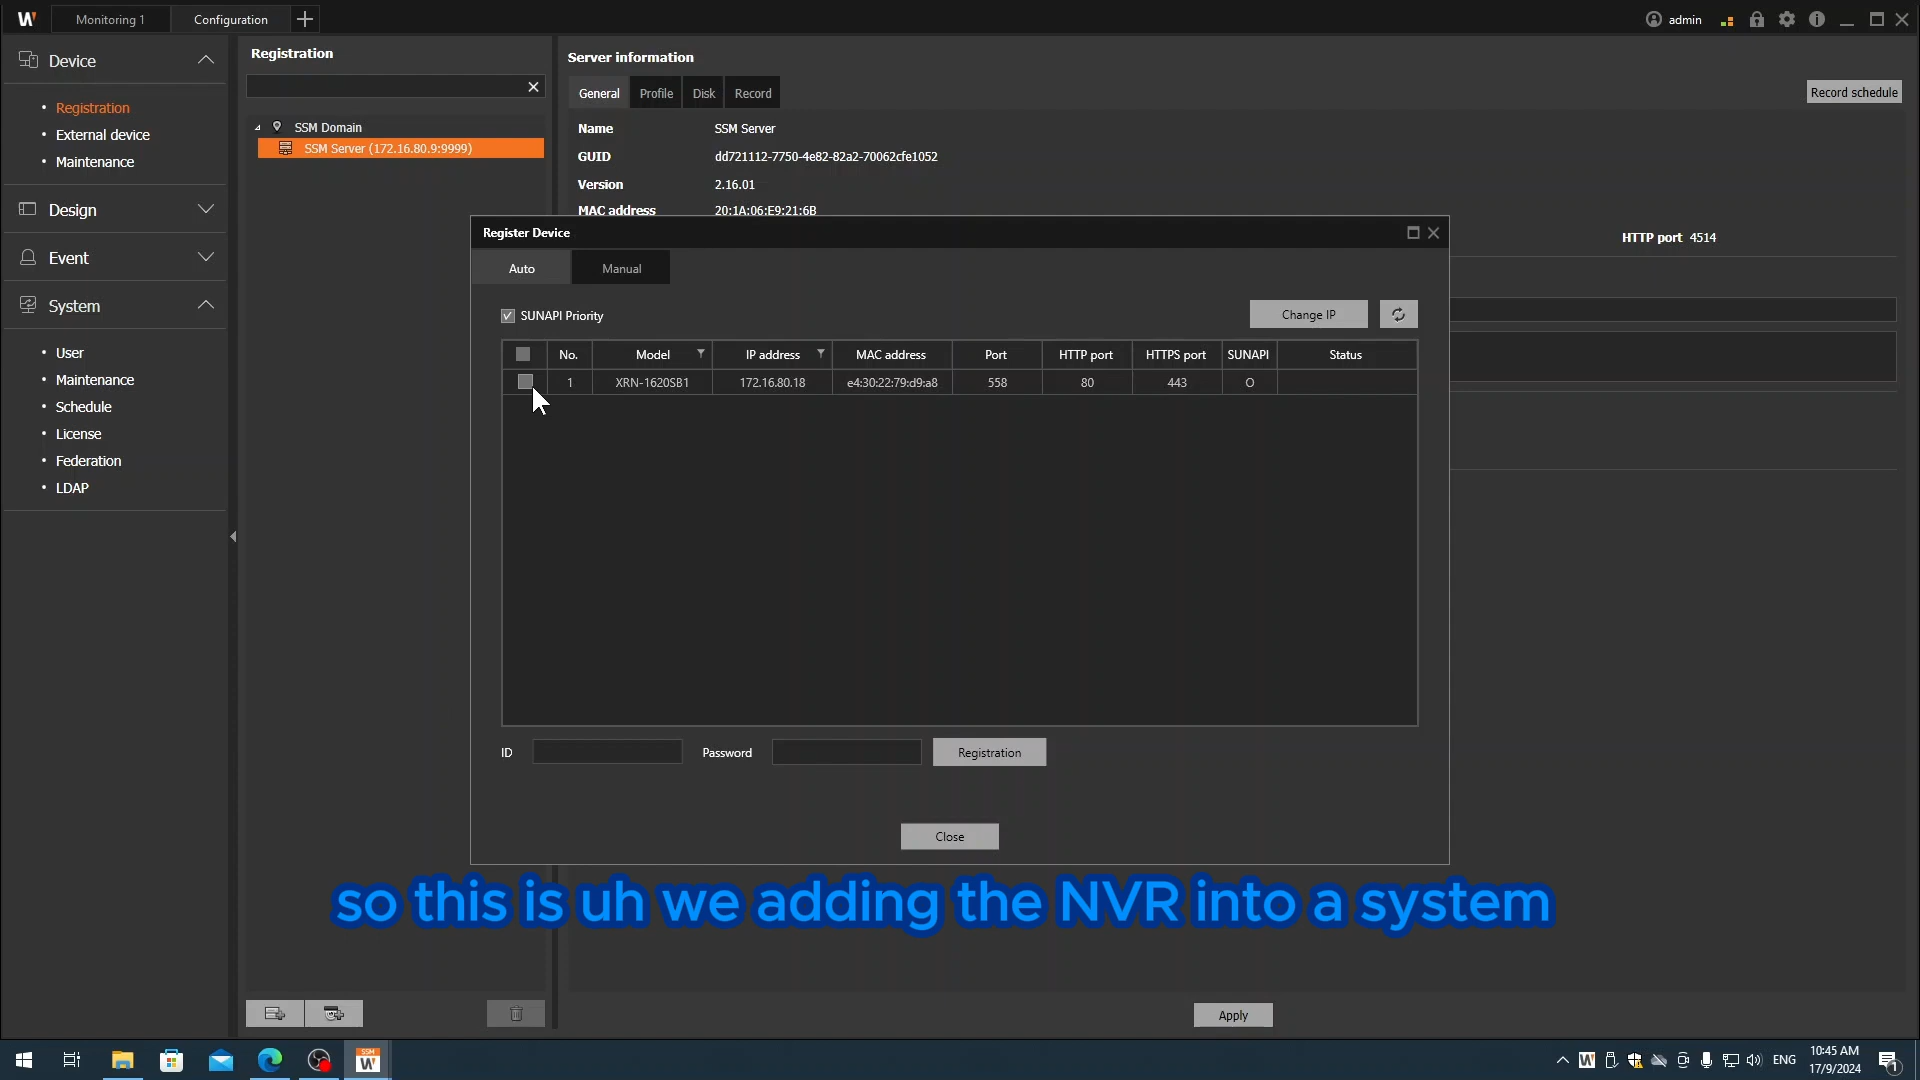 W
Monitoring 1
Configuration
admin
Device
Registration
External device
Maintenance
Design
Event
System
User
Maintenance
Schedule
License
Federation
LDAP
Registration
SSM Domain
SSM Server (172.16.80.9:9999)
Server information
General Profile Disk Record
Record schedule
Name SSM Server
GUID dd721112-7750-4e82-82a2-70062cfe1052
Version 2.16.01
MAC address 20:1A:06:E9:21:6B
HTTP port 4514
Register Device
Auto Manual
SUNAPI Priority
Change IP
No. Model IP address MAC address Port HTTP port HTTPS port SUNAPI Status
1 XRN-1620SB1 172.16.80.18 e4:30:22:79:d9:a8 558 80 443 O
ID Password Registration
Close
so this is uh we adding the NVR into a system
Apply
SSM
W
W
ENG
10:45 AM
17/9/2024
1